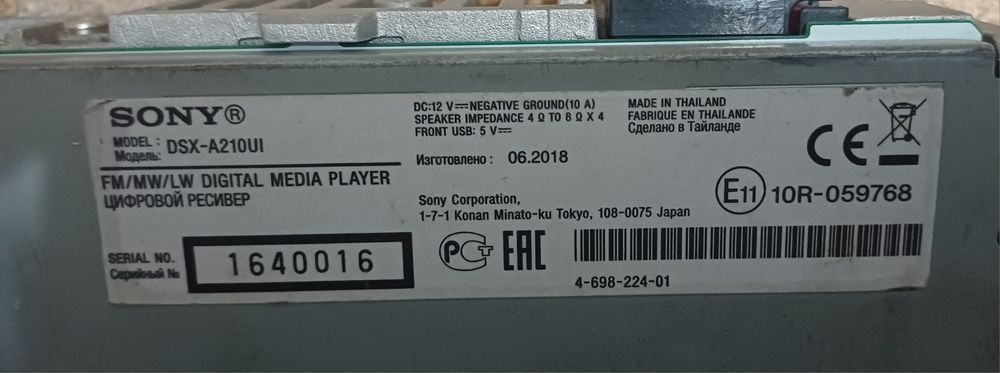 SONY®
MODEL :
Модель: DSX-A210UI
FM/MW/LW DIGITAL MEDIA PLAYER
ЦИФРОВОЙ РЕСИВЕР
SERIAL NO.
Серийный №
1640016
DC:12 V⎓NEGATIVE GROUND(10 A)
SPEAKER IMPEDANCE 4 Ω TO 8 Ω X 4
FRONT USB: 5 V⎓
Изготовлено : 06.2018
Sony Corporation,
1-7-1 Konan Minato-ku Tokyo, 108-0075 Japan
РСТ EAC
4-698-224-01
MADE IN THAILAND
FABRIQUE EN THAILANDE
Сделано в Тайланде
CE
E11 10R-059768